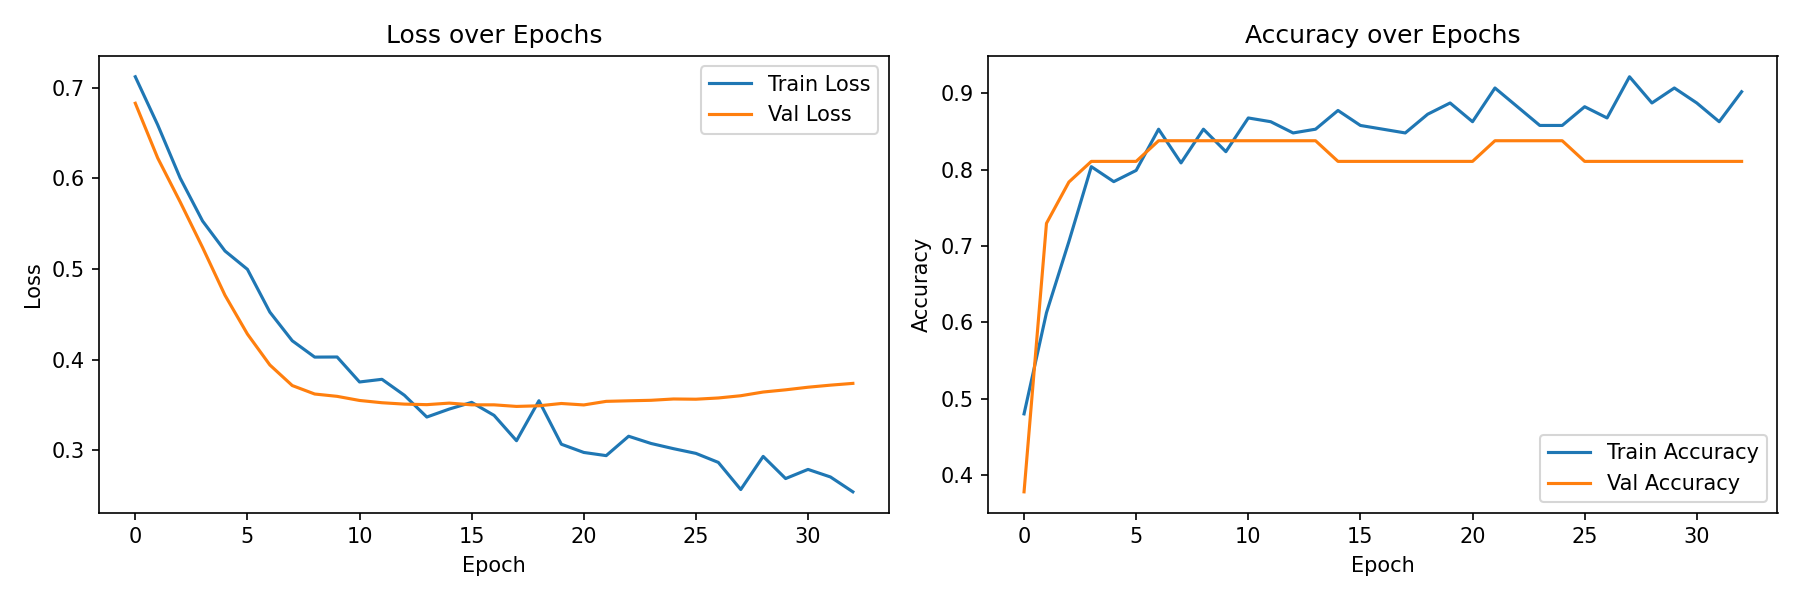 Loss over Epochs
0.7
0.6
0.5
0.4
0.3
Loss
Train Loss
Val Loss
0 5 10 15 20 25 30
Epoch
Accuracy over Epochs
0.9
0.8
0.7
0.6
0.5
0.4
Accuracy
Train Accuracy
Val Accuracy
0 5 10 15 20 25 30
Epoch